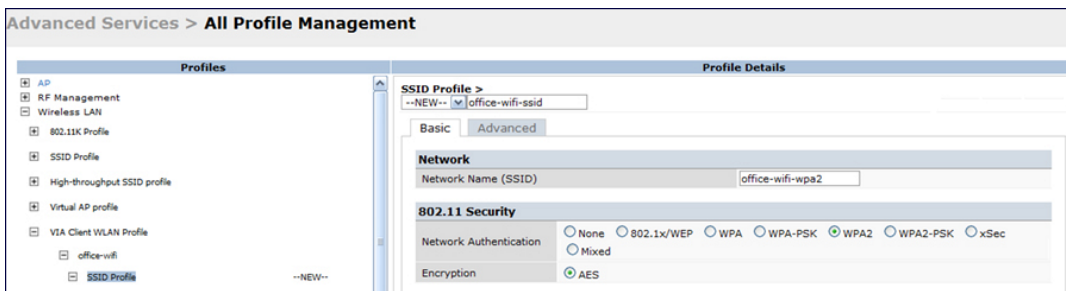 Advanced Services > All Profile Management
Profiles
AP
RF Management
Wireless LAN
802.11K Profile
SSID Profile
High-throughput SSID profile
Virtual AP profile
VIA Client WLAN Profile
office-wifi
SSID Profile --NEW--
Profile Details
SSID Profile >
--NEW-- office-wifi-ssid
Basic Advanced
Network
Network Name (SSID) office-wifi-wpa2
802.11 Security
Network Authentication None 802.1x/WEP WPA WPA-PSK WPA2 WPA2-PSK xSec
Mixed
Encryption AES